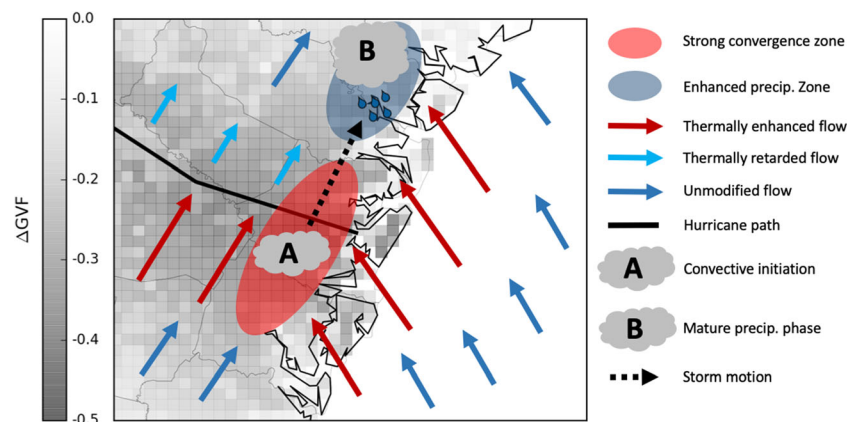 0.0
-0.1
-0.2
-0.3
-0.4
-0.5
ΔGVF
B
A
Strong convergence zone
Enhanced precip. Zone
Thermally enhanced flow
Thermally retarded flow
Unmodified flow
Hurricane path
A
Convective initiation
B
Mature precip. phase
Storm motion